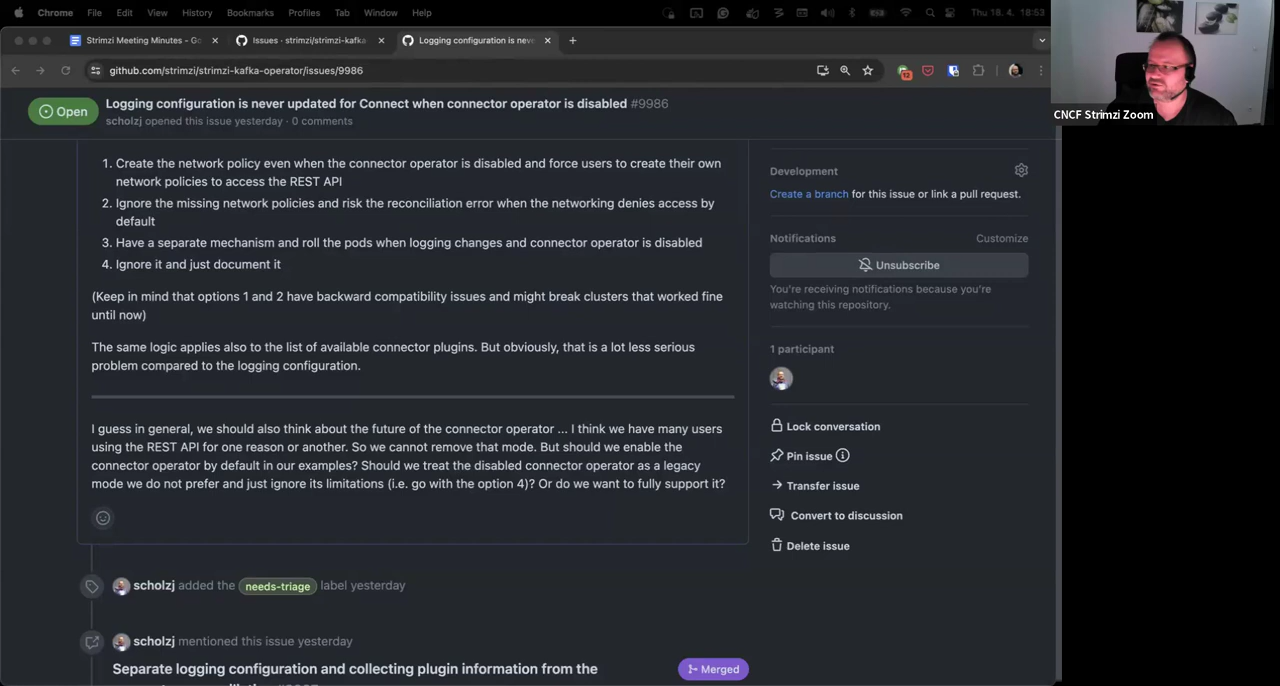 Chrome File Edit View History Bookmarks Profiles Tab Window Help Thu 18. 4. 18:53
Strimzi Meeting Minutes - Go Issues · strimzi/strimzi-kafka Logging configuration is neve
github.com/strimzi/strimzi-kafka-operator/issues/9986
12
CNCF Strimzi Zoom
Open
Logging configuration is never updated for Connect when connector operator is disabled #9986
scholzj opened this issue yesterday · 0 comments
1. Create the network policy even when the connector operator is disabled and force users to create their own
network policies to access the REST API
2. Ignore the missing network policies and risk the reconciliation error when the networking denies access by
default
3. Have a separate mechanism and roll the pods when logging changes and connector operator is disabled
4. Ignore it and just document it
(Keep in mind that options 1 and 2 have backward compatibility issues and might break clusters that worked fine
until now)
The same logic applies also to the list of available connector plugins. But obviously, that is a lot less serious
problem compared to the logging configuration.
I guess in general, we should also think about the future of the connector operator ... I think we have many users
using the REST API for one reason or another. So we cannot remove that mode. But should we enable the
connector operator by default in our examples? Should we treat the disabled connector operator as a legacy
mode we do not prefer and just ignore its limitations (i.e. go with the option 4)? Or do we want to fully support it?
scholzj added the needs-triage label yesterday
scholzj mentioned this issue yesterday
Separate logging configuration and collecting plugin information from the
Merged
Development
Create a branch for this issue or link a pull request.
Notifications Customize
Unsubscribe
You're receiving notifications because you're
watching this repository.
1 participant
Lock conversation
Pin issue
Transfer issue
Convert to discussion
Delete issue